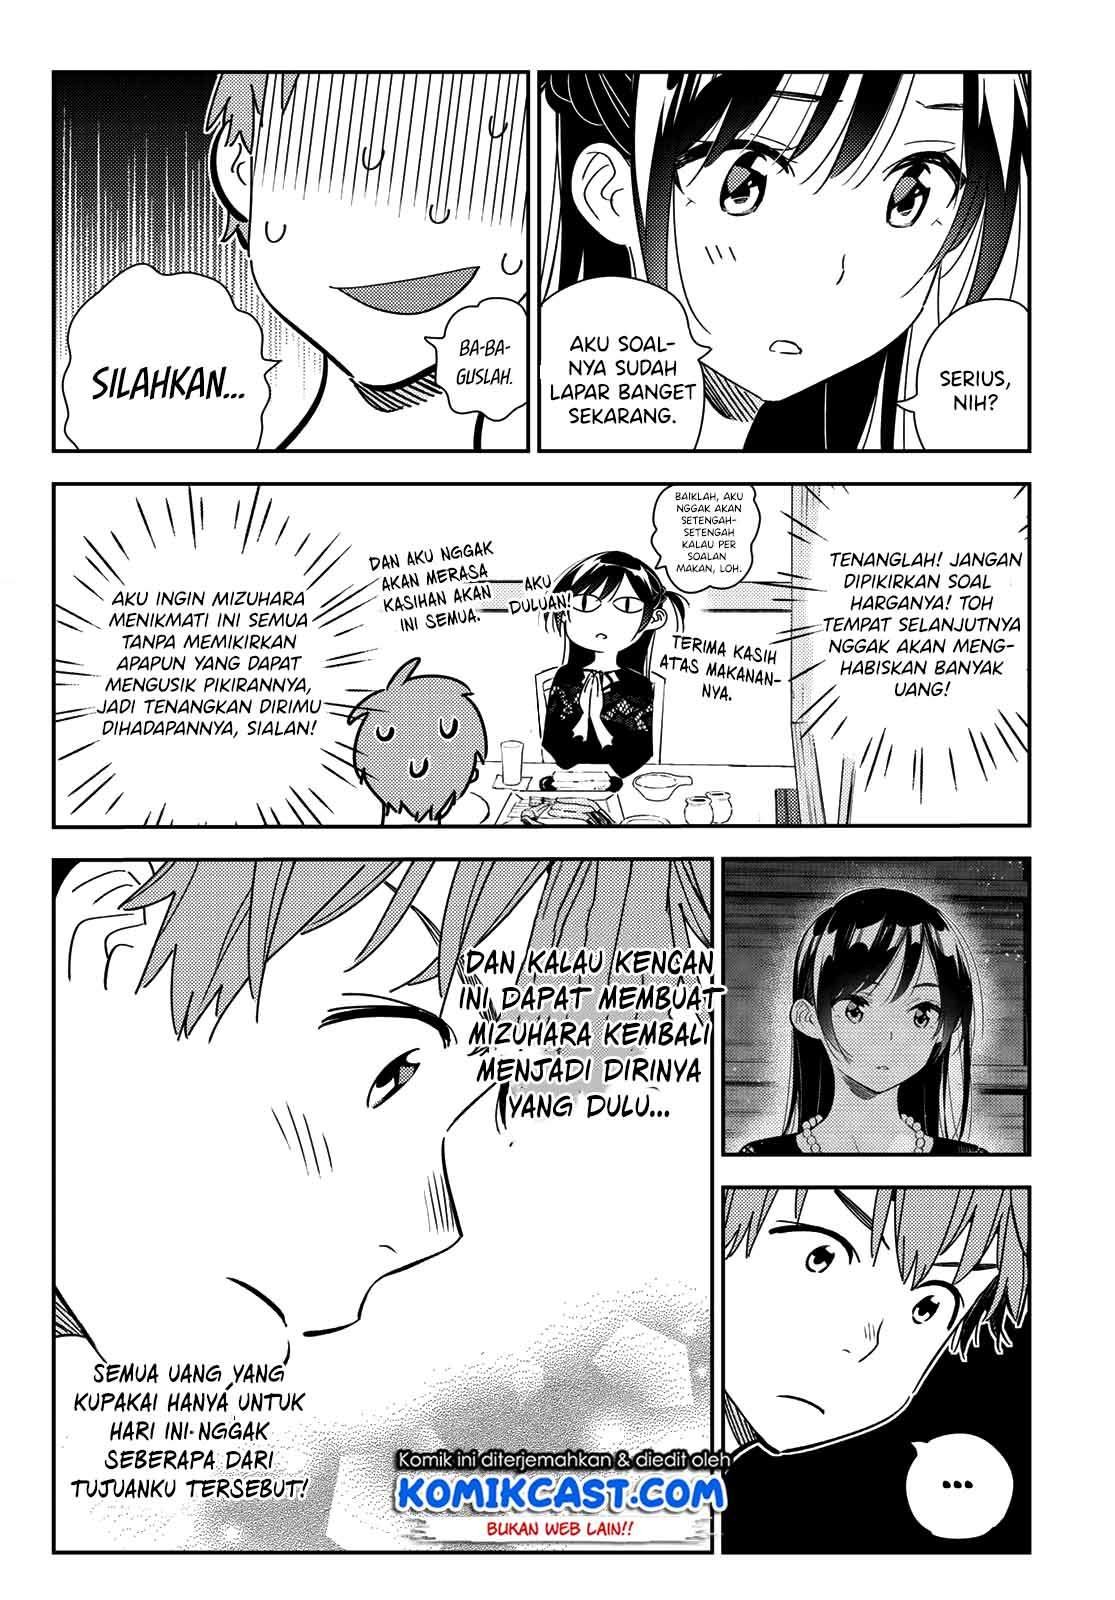 SERIUS,
NIH?
AKU SOAL-
NYA SUDAH
LAPAR BANGET
SEKARANG.
BA-BA-
GUSLAH.
SILAHKAN...
TENANGLAH! JANGAN
DIPIKIRKAN SOAL
HARGANYA! TOH
TEMPAT SELANJUTNYA
NGGAK AKAN MENG-
HABISKAN BANYAK
UANG!
BAIKLAH, AKU
NGGAK AKAN
SETENGAH-
SETENGAH
KALAU PER
SOALAN
MAKAN, LOH.
TERIMA KASIH
ATAS MAKANAN-
NYA.
AKU
DULUAN!
DAN AKU NGGAK
AKAN MERASA
KASIHAN AKAN
INI SEMUA.
AKU INGIN MIZUHARA
MENIKMATI INI SEMUA
TANPA MEMIKIRKAN
APAPUN YANG DAPAT
MENGUSIK PIKIRANNYA,
JADI TENANGKAN DIRIMU
DIHADAPANNYA, SIALAN!
DAN KALAU KENCAN
INI DAPAT MEMBUAT
MIZUHARA KEMBALI
MENJADI DIRINYA
YANG DULU...
SEMUA UANG YANG
KUPAKAI HANYA UNTUK
HARI INI NGGAK
SEBERAPA DARI
TUJUANKU TERSEBUT!
...
Komik ini diterjemahkan & diedit oleh
KOMIKCAST.COM
BUKAN WEB LAIN!!